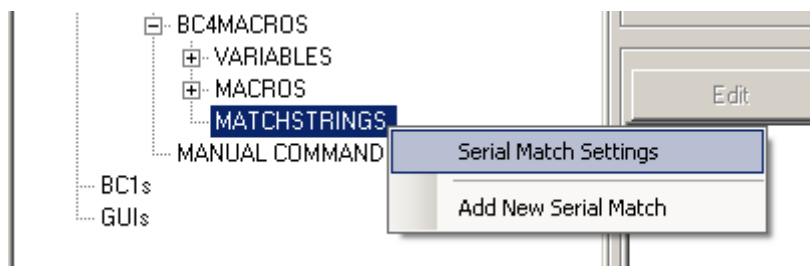 BC4MACROS
VARIABLES
MACROS
Edit
MATCHSTRINGS
MANUAL COMMAND
Serial Match Settings
BC1s
Add New Serial Match
GUIs